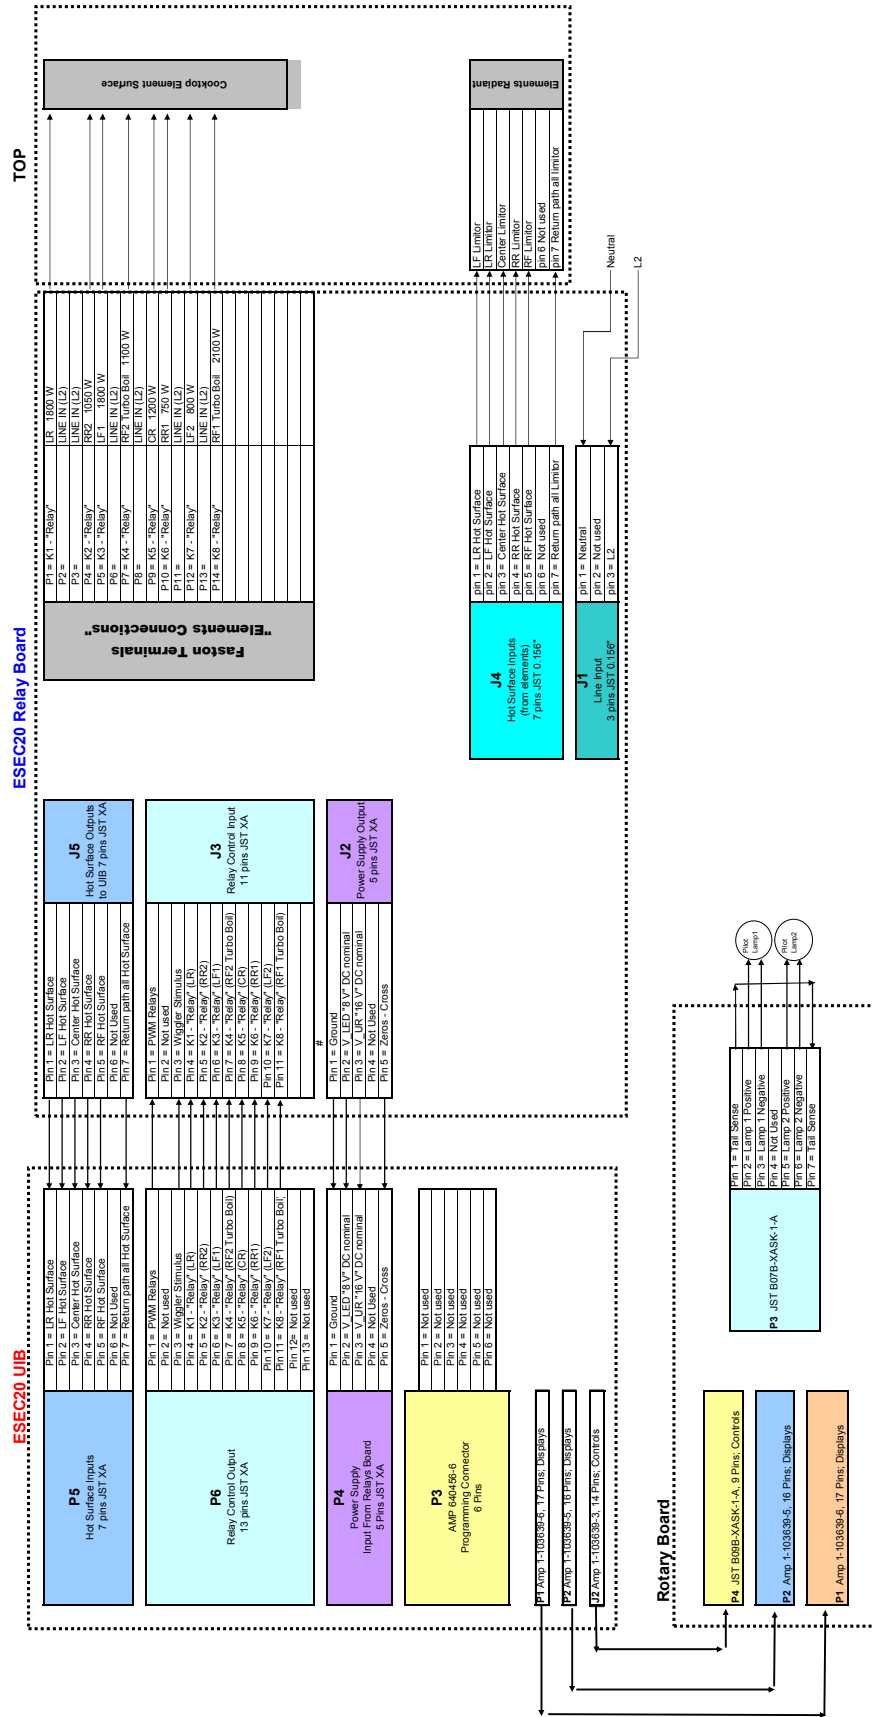 TOP
Cooktop Element Surface
Elements Radiant
LF Limitor
LR Limitor
Center Limitor
RR Limitor
RF Limitor
pin 6 Not used
pin 7 Return path all limitor
Neutral
L2
ESEC20 Relay Board
Faston Terminals
"Elements Connections"
P1 = K1 - "Relay" LR 1800 W
P2 = LINE IN (L2)
P3 = LINE IN (L2)
P4 = K2 - "Relay" RR2 1050 W
P5 = K3 - "Relay" LF1 1800 W
P6 = LINE IN (L2)
P7 = K4 - "Relay" RF2 Turbo Boil 1100 W
P8 = LINE IN (L2)
P9 = K5 - "Relay" CR 1200 W
P10 = K6 - "Relay" RR1 750 W
P11 = LINE IN (L2)
P12 = K7 - "Relay" LF2 800 W
P13 = LINE IN (L2)
P14 = K8 - "Relay" RF1 Turbo Boil 2100 W
J4
Hot Surface Inputs
(from elements)
7 pins JST 0.156"
pin 1 = LR Hot Surface
pin 2 = LF Hot Surface
pin 3 = Center Hot Surface
pin 4 = RR Hot Surface
pin 5 = RF Hot Surface
pin 6 = Not used
pin 7 = Return path all Limitor
J1
Line Input
3 pins JST 0.156"
pin 1 = Neutral
pin 2 = Not used
pin 3 = L2
J5
Hot Surface Outputs
to UIB 7 pins JST XA
Pin 1 = LR Hot Surface
Pin 2 = LF Hot Surface
Pin 3 = Center Hot Surface
Pin 4 = RR Hot Surface
Pin 5 = RF Hot Surface
Pin 6 = Not Used
Pin 7 = Return path all Hot Surface
J3
Relay Control Input
11 pins JST XA
Pin 1 = PWM Relays
Pin 2 = Not used
Pin 3 = Wiggler Stimulus
Pin 4 = K1 - "Relay" (LR)
Pin 5 = K2 - "Relay" (RR2)
Pin 6 = K3 - "Relay" (LF1)
Pin 7 = K4 - "Relay" (RF2 Turbo Boil)
Pin 8 = K5 - "Relay" (CR)
Pin 9 = K6 - "Relay" (RR1)
Pin 10 = K7 - "Relay" (LF2)
Pin 11 = K8 - "Relay" (RF1 Turbo Boil)
#
J2
Power Supply Output
5 pins JST XA
Pin 1 = Ground
Pin 2 = V_LED "8 V" DC nominal
Pin 3 = V_UR "16 V" DC nominal
Pin 4 = Not Used
Pin 5 = Zeros - Cross
ESEC20 UIB
P5
Hot Surface Inputs
7 pins JST XA
Pin 1 = LR Hot Surface
Pin 2 = LF Hot Surface
Pin 3 = Center Hot Surface
Pin 4 = RR Hot Surface
Pin 5 = RF Hot Surface
Pin 6 = Not Used
Pin 7 = Return path all Hot Surface
P6
Relay Control Output
13 pins JST XA
Pin 1 = PWM Relays
Pin 2 = Not used
Pin 3 = Wiggler Stimulus
Pin 4 = K1 - "Relay" (LR)
Pin 5 = K2 - "Relay" (RR2)
Pin 6 = K3 - "Relay" (LF1)
Pin 7 = K4 - "Relay" (RF2 Turbo Boil)
Pin 8 = K5 - "Relay" (CR)
Pin 9 = K6 - "Relay" (RR1)
Pin 10 = K7 - "Relay" (LF2)
Pin 11 = K8 - "Relay" (RF1 Turbo Boil)
Pin 12= Not used
Pin 13 = Not used
P4
Power Supply
Input From Relays Board
5 Pins JST XA
Pin 1 = Ground
Pin 2 = V_LED "8 V" DC nominal
Pin 3 = V_UR "16 V" DC nominal
Pin 4 = Not Used
Pin 5 = Zeros - Cross
P3
AMP 640456-6
Programming Connector
6 Pins
Pin 1 = Not used
Pin 2 = Not used
Pin 3 = Not used
Pin 4 = Not used
Pin 5 = Not used
Pin 6 = Not used
P1 Amp 1-103639-6, 17 Pins; Displays
P2 Amp 1-103639-5, 16 Pins; Displays
J2 Amp 1-103639-3, 14 Pins; Controls
Rotary Board
P4 JST B09B-XASK-1-A, 9 Pins; Controls
P2 Amp 1-103639-5, 16 Pins; Displays
P1 Amp 1-103639-6, 17 Pins; Displays
P3 JST B07B-XASK-1-A
Pin 1 = Tail Sense
Pin 2 = Lamp 1 Positive
Pin 3 = Lamp 1 Negative
Pin 4 = Not Used
Pin 5 = Lamp 2 Positive
Pin 6 = Lamp 2 Negative
Pin 7 = Tail Sense
Pilot
Lamp1
Pilot
Lamp2